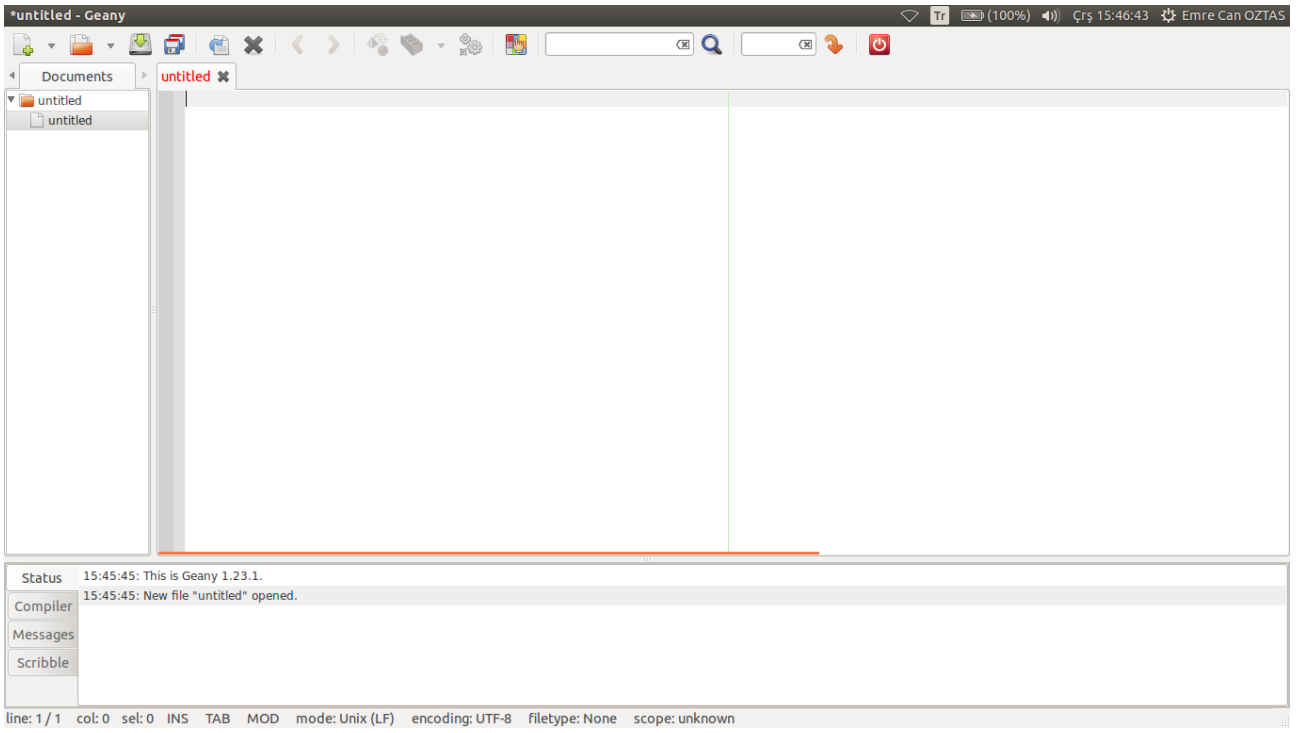 *untitled - Geany
Tr (100%) Çrş 15:46:43 Emre Can OZTAS
Documents
untitled
untitled
untitled
Status
Compiler
Messages
Scribble
15:45:45: This is Geany 1.23.1.
15:45:45: New file "untitled" opened.
line: 1 / 1 col: 0 sel: 0 INS TAB MOD mode: Unix (LF) encoding: UTF-8 filetype: None scope: unknown